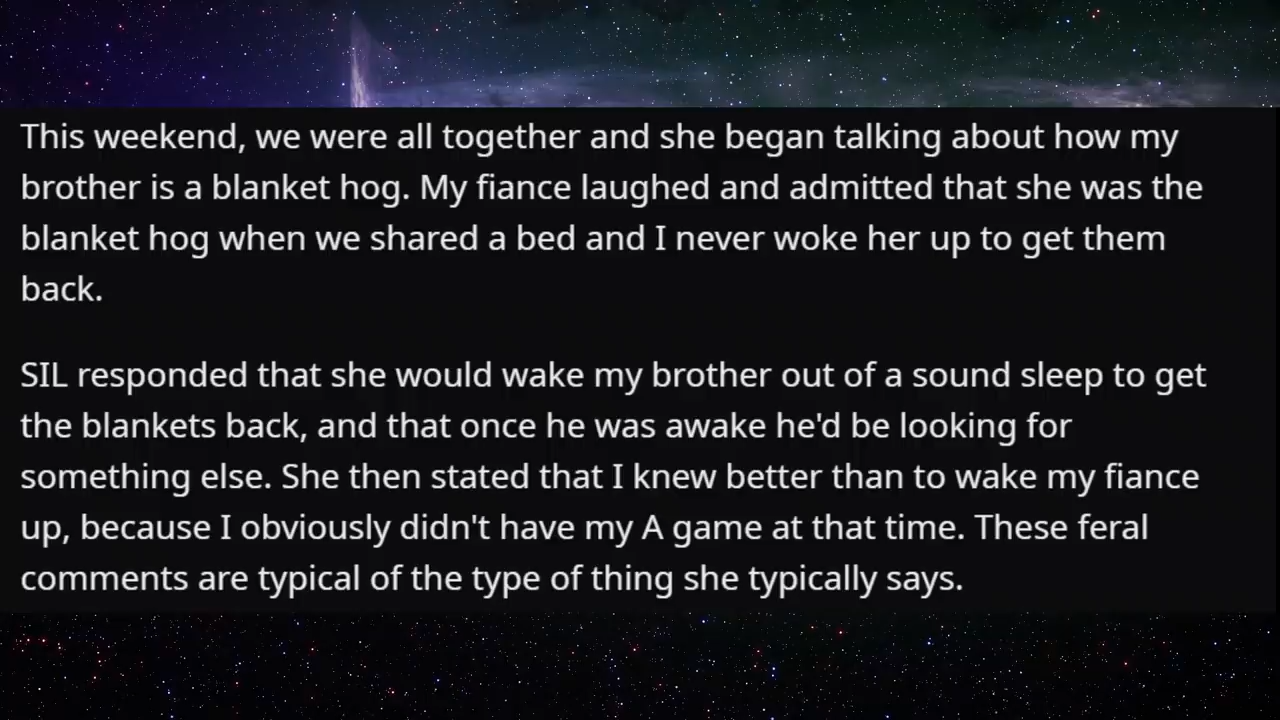 This weekend, we were all together and she began talking about how my
brother is a blanket hog. My fiance laughed and admitted that she was the
blanket hog when we shared a bed and I never woke her up to get them
back.
SIL responded that she would wake my brother out of a sound sleep to get
the blankets back, and that once he was awake he'd be looking for
something else. She then stated that I knew better than to wake my fiance
up, because I obviously didn't have my A game at that time. These feral
comments are typical of the type of thing she typically says.